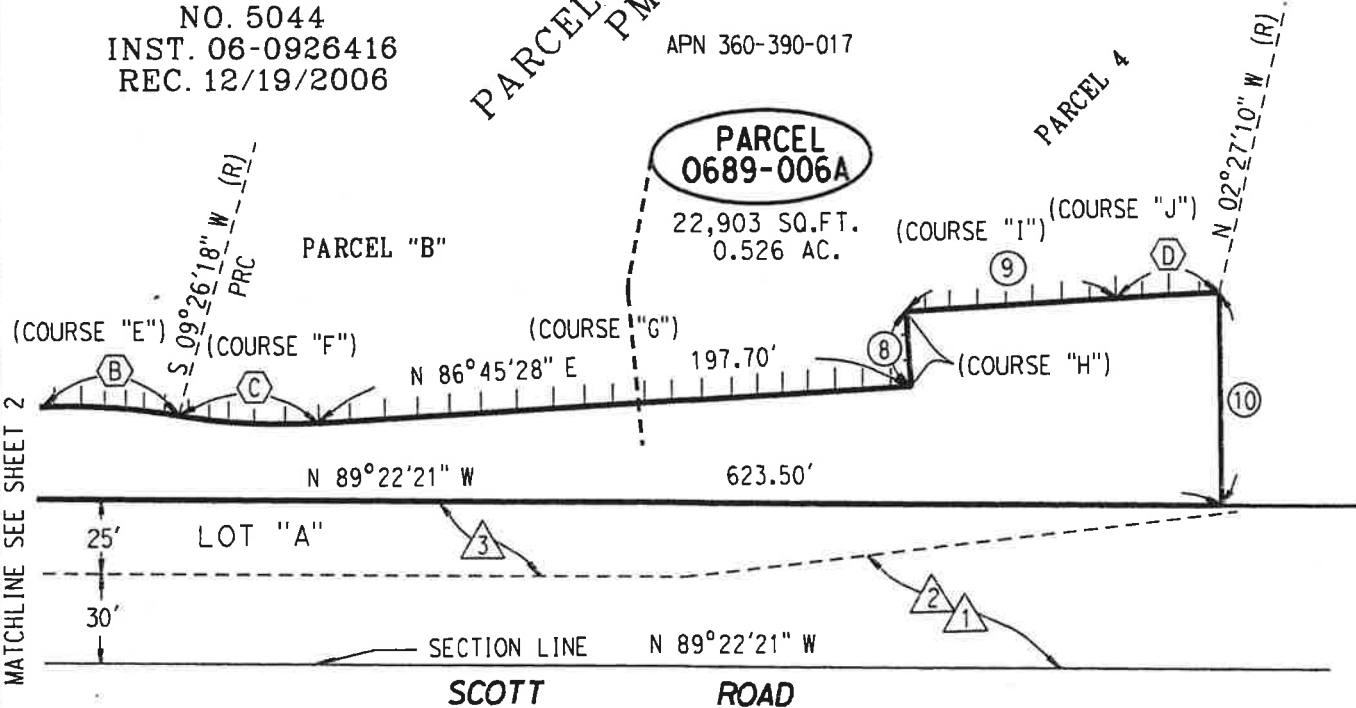 NO. 5044
INST. 06-0926416
REC. 12/19/2006
PARCEL
PM
APN 360-390-017
PARCEL 4
N 02°27'10" W (R)
PARCEL
0689-006A
22,903 SQ.FT.
0.526 AC.
(COURSE "I")
(COURSE "J")
9
D
S 09°26'18" W (R)
PRC
PARCEL "B"
(COURSE "E")
(COURSE "F")
(COURSE "G")
B
C
N 86°45'28" E
197.70'
8
(COURSE "H")
10
MATCHLINE SEE SHEET 2
N 89°22'21" W
623.50'
25'
LOT "A"
3
2
1
30'
SECTION LINE
N 89°22'21" W
SCOTT ROAD